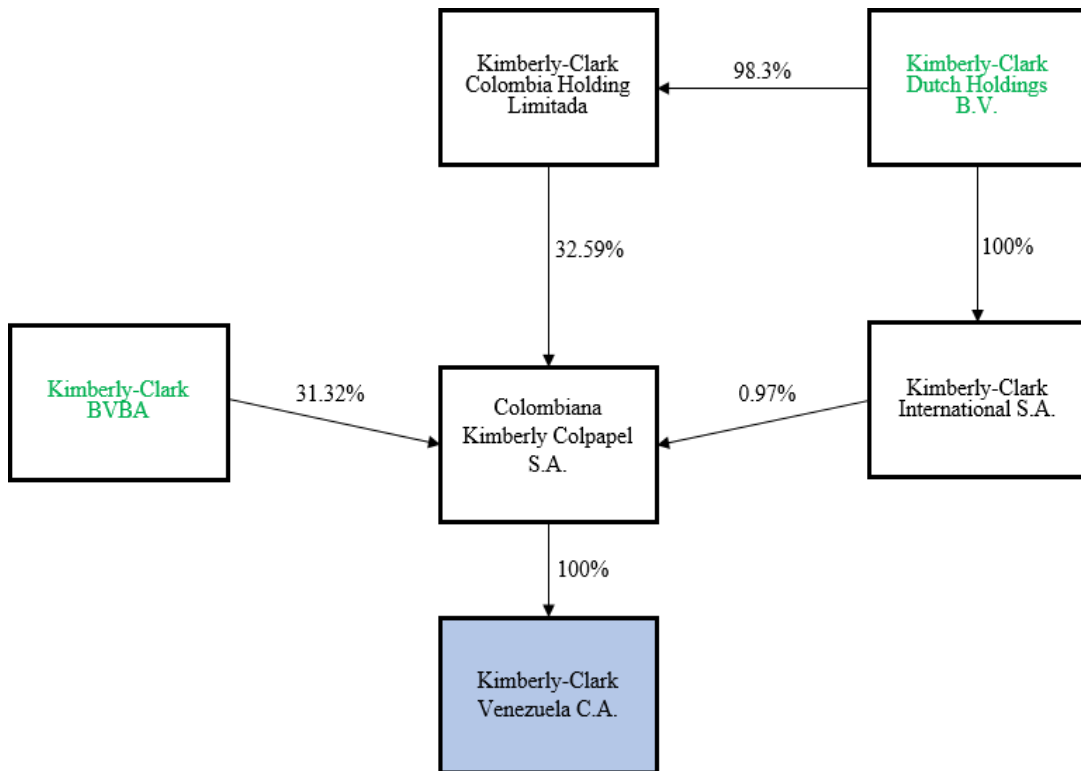 Kimberly-Clark
Colombia Holding
Limitada
98.3%
Kimberly-Clark
Dutch Holdings
B.V.
32.59%
100%
Kimberly-Clark
BVBA
31.32%
Colombiana
Kimberly Colpapel
S.A.
0.97%
Kimberly-Clark
International S.A.
100%
Kimberly-Clark
Venezuela C.A.